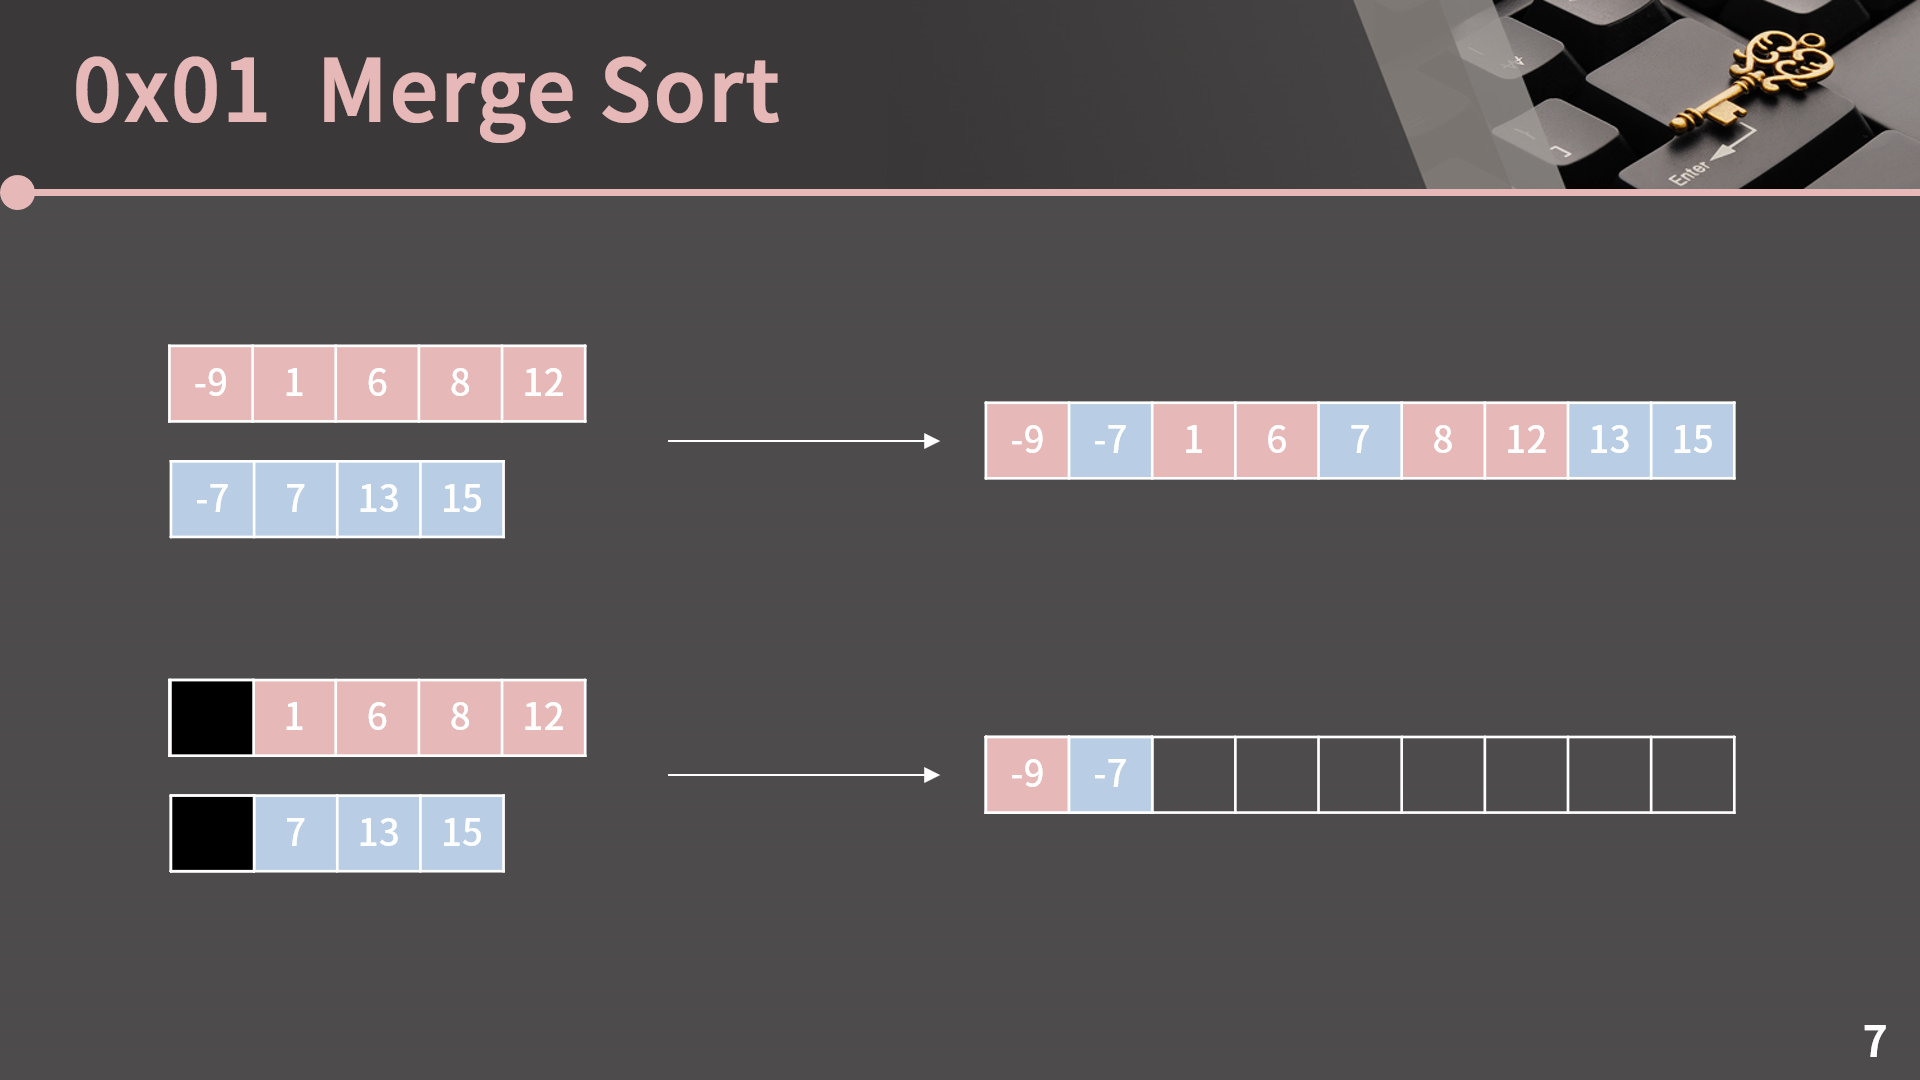 0x01 Merge Sort
Enter
-9 1 6 8 12
-7 7 13 15
-9 -7 1 6 7 8 12 13 15
1 6 8 12
7 13 15
-9 -7
7